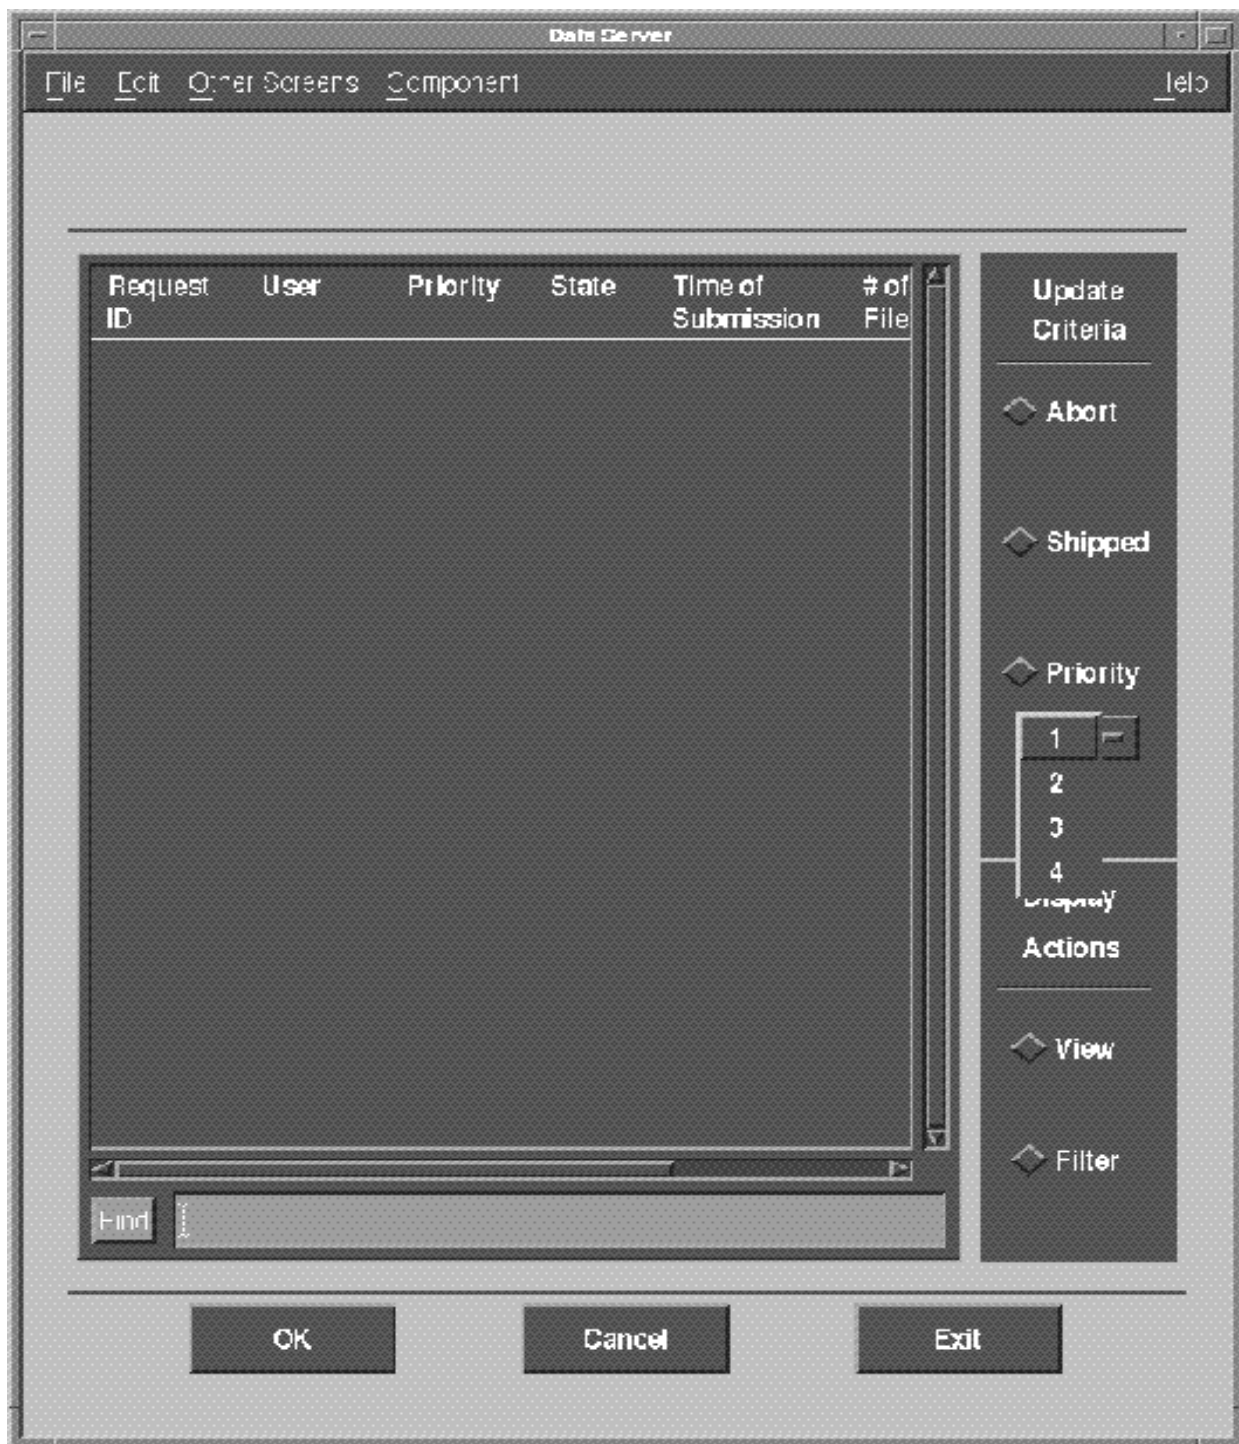 Data Server
File Edit Other Screens Component Help
Request User Priority State Time of # of
ID Submission File
Update
Criteria
Abort
Shipped
Priority
1
2
3
4
Display
Actions
View
Filter
Find
OK Cancel Exit